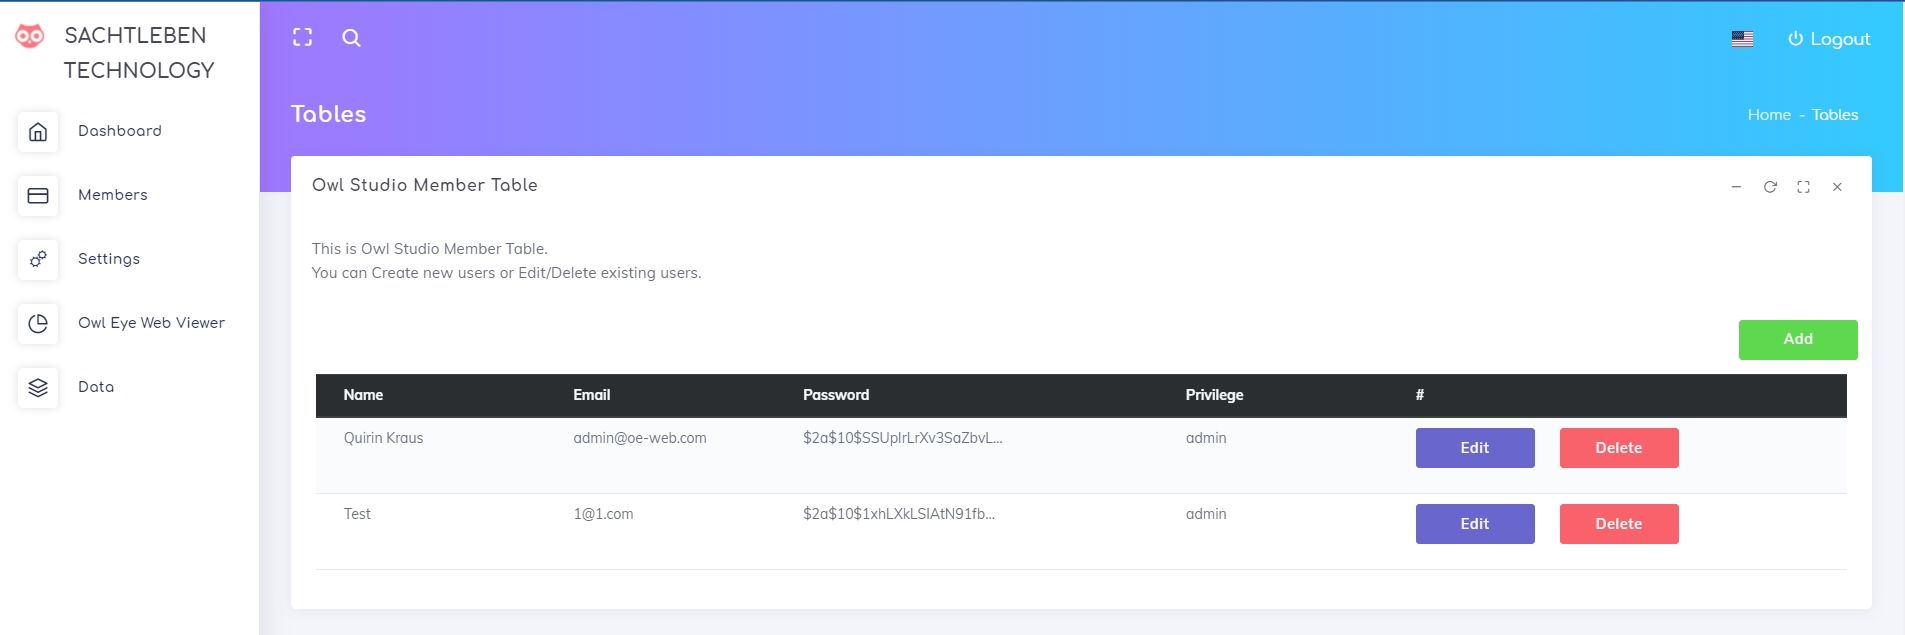 SACHTLEBEN
TECHNOLOGY
Dashboard
Members
Settings
Owl Eye Web Viewer
Data
Logout
Tables
Home - Tables
Owl Studio Member Table
This is Owl Studio Member Table.
You can Create new users or Edit/Delete existing users.
Add
Name Email Password Privilege #
Quirin Kraus admin@oe-web.com $2a$10$SSUpIrLrXv3SaZbvL... admin Edit Delete
Test 1@1.com $2a$10$1xhLXkLSIAtN91fb... admin Edit Delete